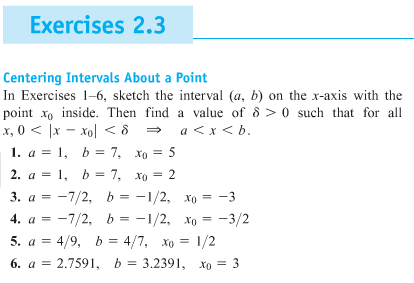 Exercises 2.3
Centering Intervals About a Point
In Exercises 1–6, sketch the interval (a, b) on the x-axis with the
point x₀ inside. Then find a value of δ > 0 such that for all
x, 0 < |x − x₀| < δ ⇒ a < x < b.
1. a = 1, b = 7, x₀ = 5
2. a = 1, b = 7, x₀ = 2
3. a = −7/2, b = −1/2, x₀ = −3
4. a = −7/2, b = −1/2, x₀ = −3/2
5. a = 4/9, b = 4/7, x₀ = 1/2
6. a = 2.7591, b = 3.2391, x₀ = 3